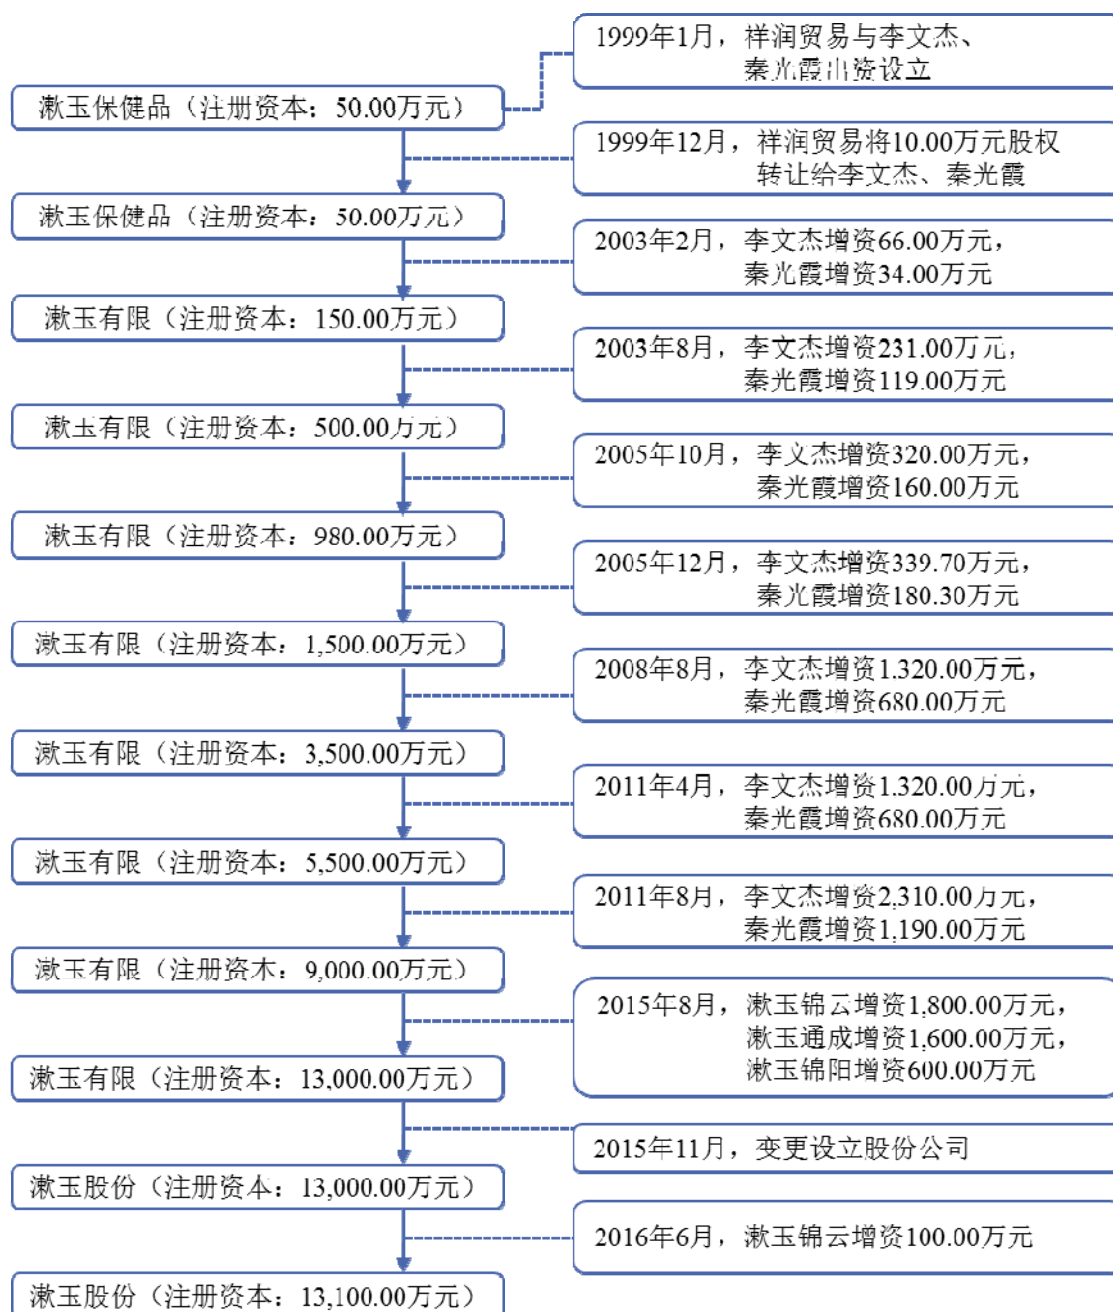 1999年1月，祥润贸易与李文杰、
秦光霞出资设立
漱玉保健品（注册资本：50.00万元）
1999年12月，祥润贸易将10.00万元股权
转让给李文杰、秦光霞
漱玉保健品（注册资本：50.00万元）
2003年2月，李文杰增资66.00万元，
秦光霞增资34.00万元
漱玉有限（注册资本：150.00万元）
2003年8月，李文杰增资231.00万元，
秦光霞增资119.00万元
漱玉有限（注册资本：500.00万元）
2005年10月，李文杰增资320.00万元，
秦光霞增资160.00万元
漱玉有限（注册资本：980.00万元）
2005年12月，李文杰增资339.70万元，
秦光霞增资180.30万元
漱玉有限（注册资本：1,500.00万元）
2008年8月，李文杰增资1,320.00万元，
秦光霞增资680.00万元
漱玉有限（注册资本：3,500.00万元）
2011年4月，李文杰增资1,320.00万元，
秦光霞增资680.00万元
漱玉有限（注册资本：5,500.00万元）
2011年8月，李文杰增资2,310.00万元，
秦光霞增资1,190.00万元
漱玉有限（注册资本：9,000.00万元）
2015年8月，漱玉锦云增资1,800.00万元，
漱玉通成增资1,600.00万元，
漱玉锦阳增资600.00万元
漱玉有限（注册资本：13,000.00万元）
2015年11月，变更设立股份公司
漱玉股份（注册资本：13,000.00万元）
2016年6月，漱玉锦云增资100.00万元
漱玉股份（注册资本：13,100.00万元）